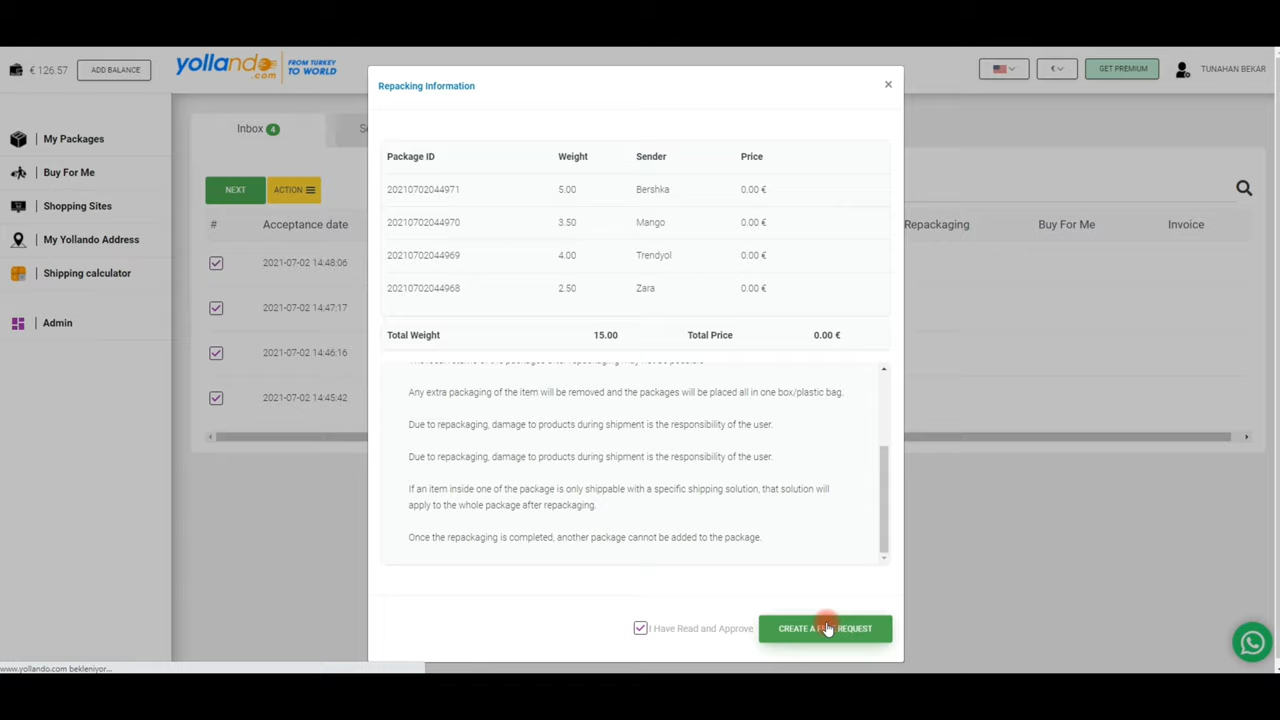 € 126.57
ADD BALANCE
yollando
.com
FROM TURKEY
TO WORLD
€
GET PREMIUM
TUNAHAN BEKAR
My Packages
Buy For Me
Shopping Sites
My Yollando Address
Shipping calculator
Admin
Inbox 4
NEXT
ACTION
# Acceptance date
Repackaging Buy For Me Invoice
2021-07-02 14:48:06
2021-07-02 14:47:17
2021-07-02 14:46:16
2021-07-02 14:45:42
Repacking Information
×
Package ID Weight Sender Price
20210702044971 5.00 Bershka 0.00 €
20210702044970 3.50 Mango 0.00 €
20210702044969 4.00 Trendyol 0.00 €
20210702044968 2.50 Zara 0.00 €
Total Weight 15.00 Total Price 0.00 €
Any extra packaging of the item will be removed and the packages will be placed all in one box/plastic bag.
Due to repackaging, damage to products during shipment is the responsibility of the user.
Due to repackaging, damage to products during shipment is the responsibility of the user.
If an item inside one of the package is only shippable with a specific shipping solution, that solution will
apply to the whole package after repackaging.
Once the repackaging is completed, another package cannot be added to the package.
I Have Read and Approve
CREATE A REQUEST
www.yollando.com bekleniyor...